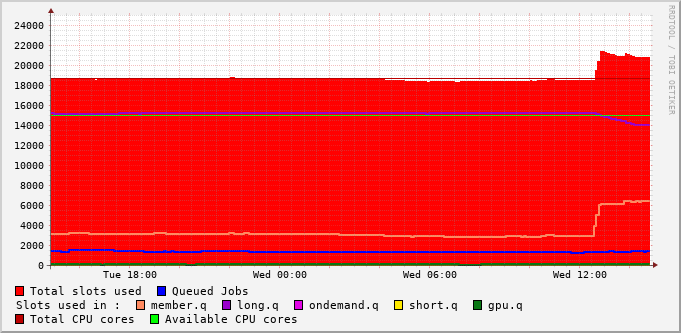 RRDTOOL / TOBI OETIKER
24000
22000
20000
18000
16000
14000
12000
10000
8000
6000
4000
2000
0
Tue 18:00 Wed 00:00 Wed 06:00 Wed 12:00
Total slots used Queued Jobs
Slots used in : member.q long.q ondemand.q short.q gpu.q
Total CPU cores Available CPU cores